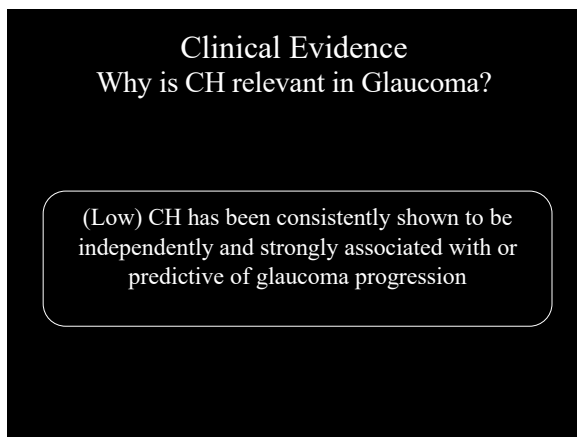 Clinical Evidence
Why is CH relevant in Glaucoma?
(Low) CH has been consistently shown to be
independently and strongly associated with or
predictive of glaucoma progression